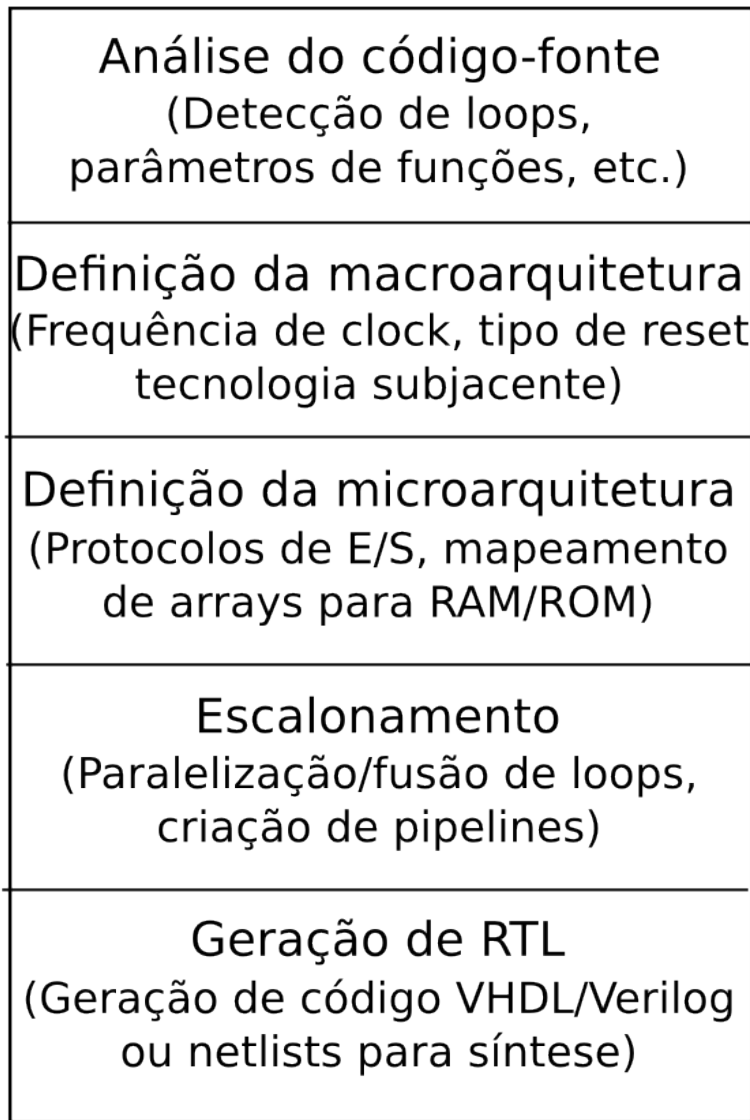 Análise do código-fonte
(Detecção de loops,
parâmetros de funções, etc.)
Definição da macroarquitetura
(Frequência de clock, tipo de reset
tecnologia subjacente)
Definição da microarquitetura
(Protocolos de E/S, mapeamento
de arrays para RAM/ROM)
Escalonamento
(Paralelização/fusão de loops,
criação de pipelines)
Geração de RTL
(Geração de código VHDL/Verilog
ou netlists para síntese)